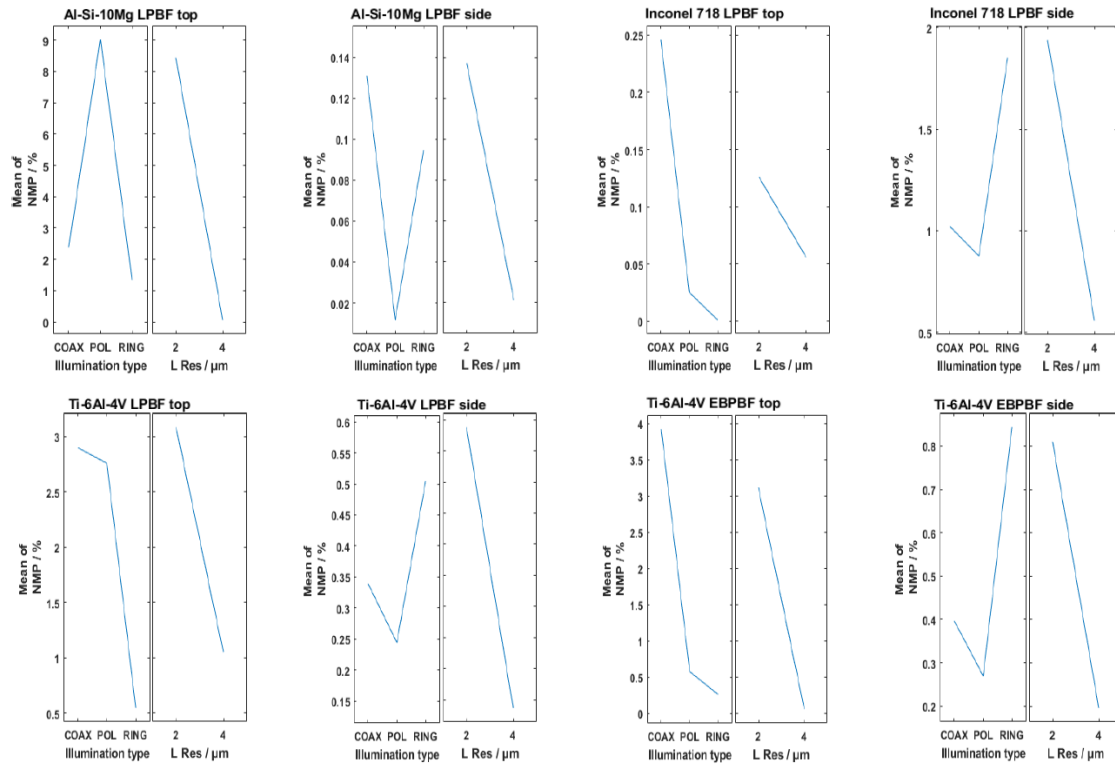 Al-Si-10Mg LPBF top
9
8
7
6
5
4
3
2
1
0
Mean of
NMP / %
COAX POL RING
Illumination type
2 4
L Res / µm
Al-Si-10Mg LPBF side
0.14
0.12
0.1
0.08
0.06
0.04
0.02
Mean of
NMP / %
COAX POL RING
Illumination type
2 4
L Res / µm
Inconel 718 LPBF top
0.25
0.2
0.15
0.1
0.05
0
Mean of
NMP / %
COAX POL RING
Illumination type
2 4
L Res / µm
Inconel 718 LPBF side
2
1.5
1
0.5
Mean of
NMP / %
COAX POL RING
Illumination type
2 4
L Res / µm
Ti-6Al-4V LPBF top
3
2.5
2
1.5
1
0.5
Mean of
NMP / %
COAX POL RING
Illumination type
2 4
L Res / µm
Ti-6Al-4V LPBF side
0.6
0.55
0.5
0.45
0.4
0.35
0.3
0.25
0.2
0.15
Mean of
NMP / %
COAX POL RING
Illumination type
2 4
L Res / µm
Ti-6Al-4V EBPBF top
4
3.5
3
2.5
2
1.5
1
0.5
0
Mean of
NMP / %
COAX POL RING
Illumination type
2 4
L Res / µm
Ti-6Al-4V EBPBF side
0.8
0.7
0.6
0.5
0.4
0.3
0.2
Mean of
NMP / %
COAX POL RING
Illumination type
2 4
L Res / µm